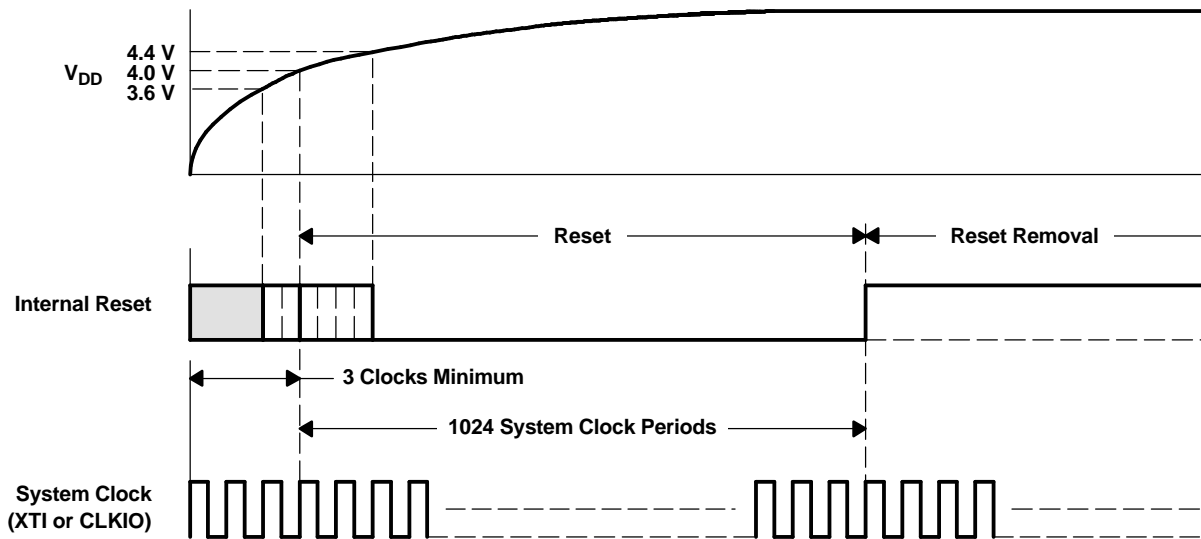 4.4 V
V_DD 4.0 V
3.6 V
Reset
Reset Removal
Internal Reset
3 Clocks Minimum
1024 System Clock Periods
System Clock
(XTI or CLKIO)